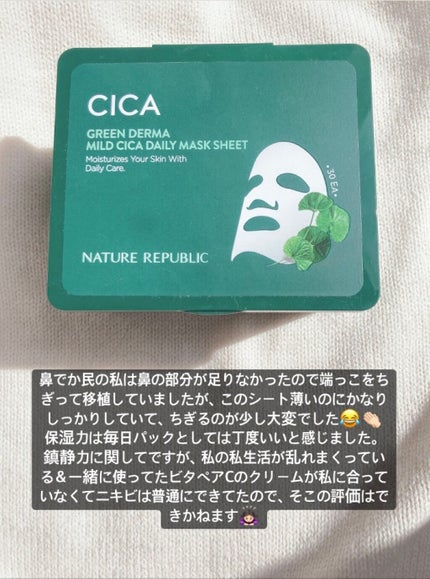 CICA
GREEN DERMA
MILD CICA DAILY MASK SHEET
Moisturizes Your Skin With
Daily Care.
•30 EA•
NATURE REPUBLIC
鼻でか民の私は鼻の部分が足りなかったので端っこをち
ぎって移植していましたが、このシート薄いのにかなり
しっかりしていて、ちぎるのが少し大変でした😂👏🏻
保湿力は毎日パックとしては丁度いいと感じました。
鎮静力に関してですが、私の私生活が乱れまくってい
る＆一緒に使ってたビタペアCのクリームが私に合って
いなくてニキビは普通にできてたので、そこの評価はで
きかねます🙇🏻‍♀️